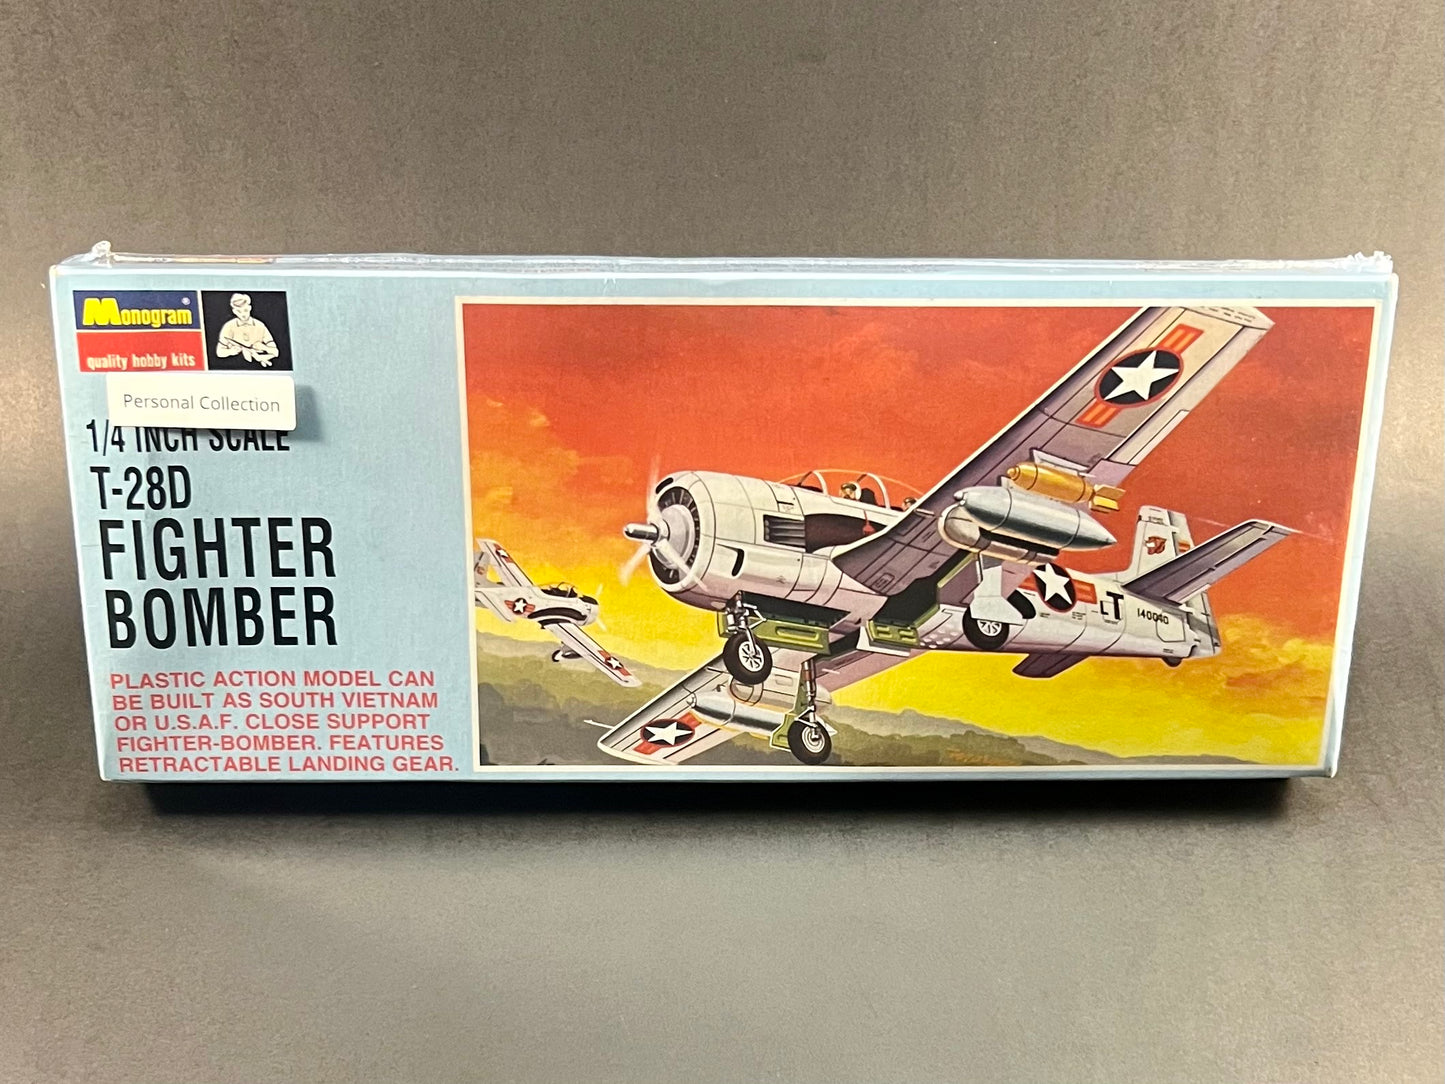 Monogram®
quality hobby kits
Personal Collection
1/4 INCH SCALE
T-28D
FIGHTER
BOMBER
PLASTIC ACTION MODEL CAN
BE BUILT AS SOUTH VIETNAM
OR U.S.A.F. CLOSE SUPPORT
FIGHTER-BOMBER. FEATURES
RETRACTABLE LANDING GEAR.
LT
140040